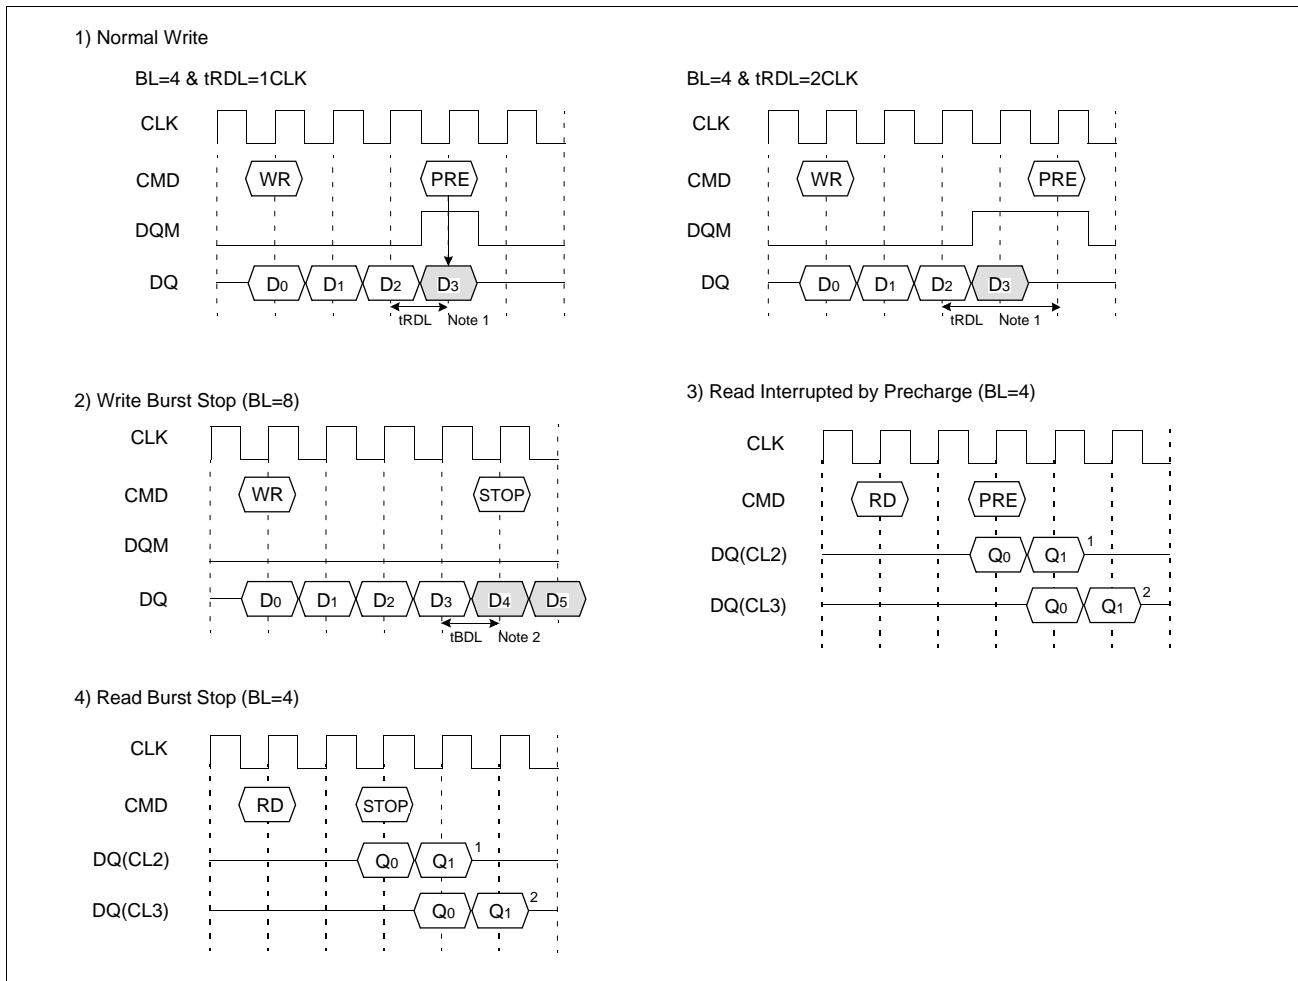 1) Normal Write
BL=4 & tRDL=1CLK
CLK
CMD WR PRE
DQM
DQ D0 D1 D2 D3
tRDL Note 1
BL=4 & tRDL=2CLK
CLK
CMD WR PRE
DQM
DQ D0 D1 D2 D3
tRDL Note 1
2) Write Burst Stop (BL=8)
CLK
CMD WR STOP
DQM
DQ D0 D1 D2 D3 D4 D5
tBDL Note 2
3) Read Interrupted by Precharge (BL=4)
CLK
CMD RD PRE
DQ(CL2) Q0 Q1 1
DQ(CL3) Q0 Q1 2
4) Read Burst Stop (BL=4)
CLK
CMD RD STOP
DQ(CL2) Q0 Q1 1
DQ(CL3) Q0 Q1 2